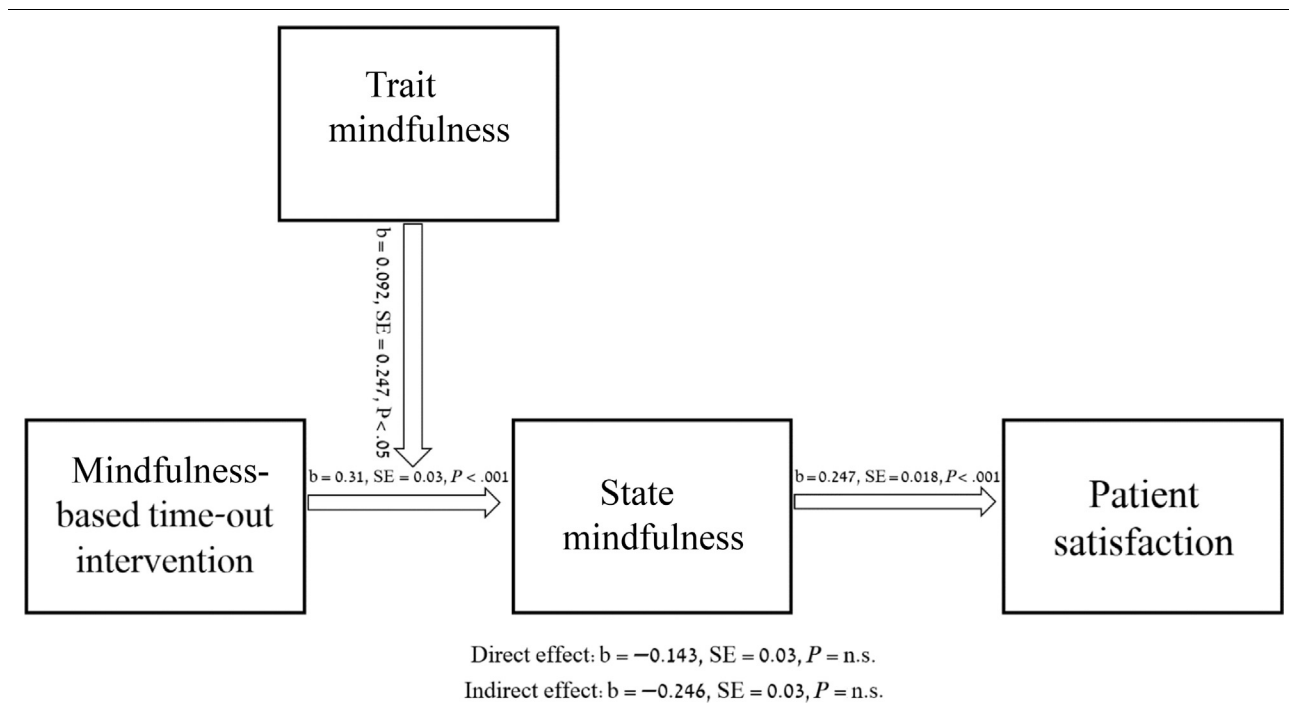 Trait
mindfulness
b = 0.092, SE = 0.247, P < .05
Mindfulness-
based time-out
intervention
b = 0.31, SE = 0.03, P < .001
State
mindfulness
b = 0.247, SE = 0.018, P < .001
Patient
satisfaction
Direct effect: b = −0.143, SE = 0.03, P = n.s.
Indirect effect: b = −0.246, SE = 0.03, P = n.s.